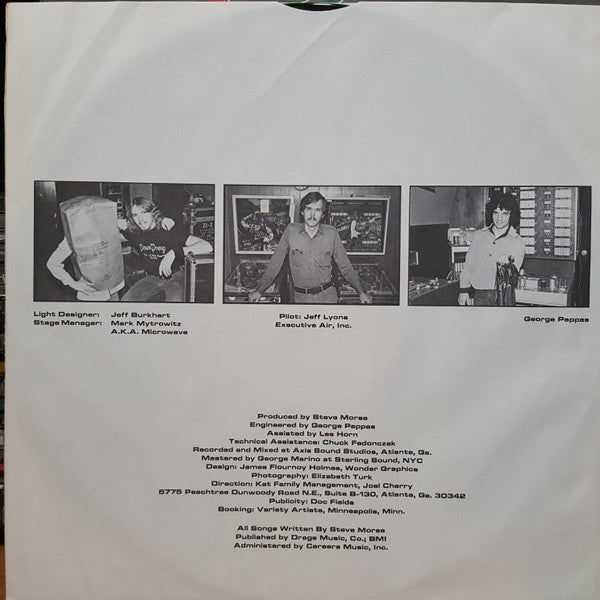 Light Designer: Jeff Burkhart
Stage Manager: Mark Mytrowitz
A.K.A. Microwave
Pilot: Jeff Lyons
Executive Air, Inc.
George Pappas
Produced by Steve Morse
Engineered by George Pappas
Assisted by Les Horn
Technical Assistance: Chuck Fedonczak
Recorded and Mixed at Axis Sound Studios, Atlanta, Ga.
Mastered by George Marino at Sterling Sound, NYC
Design: James Flournoy Holmes, Wonder Graphics
Photography: Elizabeth Turk
Direction: Kat Family Management, Joel Cherry
5775 Peachtree Dunwoody Road N.E., Suite B-130, Atlanta, Ga. 30342
Publicity: Doc Fields
Booking: Variety Artists, Minneapolis, Minn.
All Songs Written By Steve Morse
Published by Dregs Music, Co.; BMI
Administered by Careers Music, Inc.